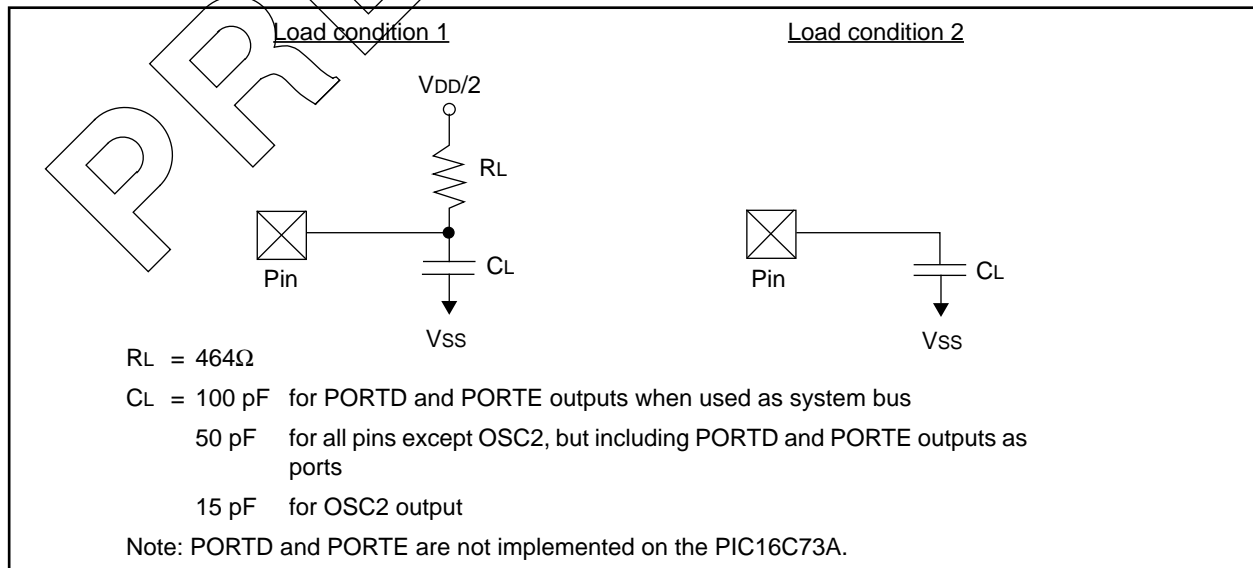 PRE
Load condition 1
Load condition 2
VDD/2
RL
Pin
CL
VSS
Pin
CL
VSS
RL = 464Ω
CL = 100 pF for PORTD and PORTE outputs when used as system bus
50 pF for all pins except OSC2, but including PORTD and PORTE outputs as
ports
15 pF for OSC2 output
Note: PORTD and PORTE are not implemented on the PIC16C73A.